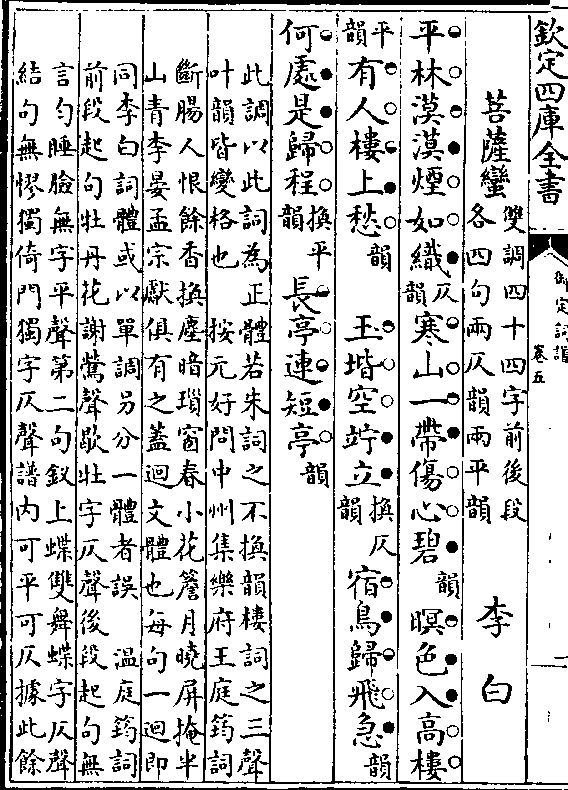 欽定四庫全書
御定詞譜
卷五
菩薩蠻 雙調四十四字前後段各四句兩仄韻兩平韻 李白
平林漠漠煙如織仄韻寒山一帶傷心碧韻暝色入高樓
平韻有人樓上愁韻 玉堦空竚立換仄韻宿鳥歸飛急韻
何處是歸程換平韻長亭連短亭韻
此調以此詞為正體若朱詞之不換韻樓詞之三聲
叶韻皆變格也 按元好問中州集樂府王庭筠詞
斷腸人恨餘香換塵暗瑣窗春小花簷月曉屏掩半
山青李晏孟宗獻俱有之蓋迴文體也每句一迴即
同李白詞體或以單調另分一體者誤 溫庭筠詞
前段起句牡丹花謝鶯聲歇牡字仄聲後段起句無
言勻睡臉無字平聲第二句釵上蝶雙舞蝶字仄聲
結句無憀獨倚門獨字仄聲譜內可平可仄據此餘